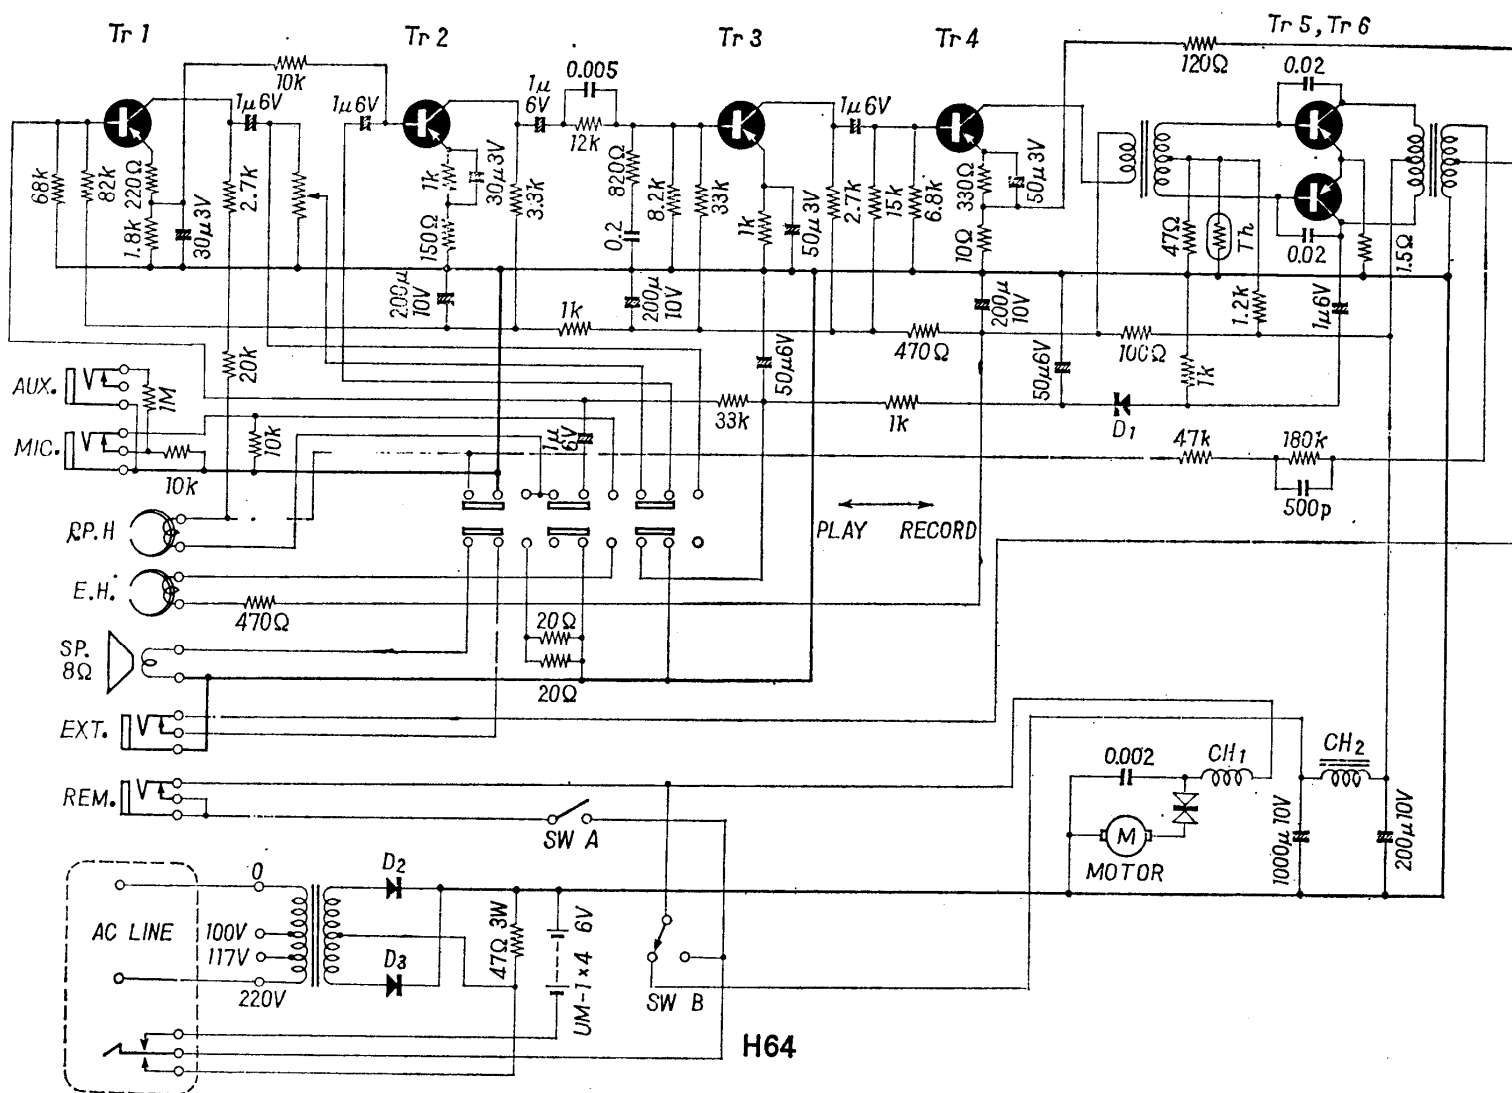 Tr 1
Tr 2
Tr 3
Tr 4
Tr 5, Tr 6
10k
1μ 6V
1μ 6V
1μ 6V
0.005
12k
1μ 6V
120Ω
0.02
0.02
68k
82k
220Ω
1.8k
30μ 3V
2.7k
1k
150Ω
30μ 3V
3.3k
820Ω
0.2
8.2k
33k
1k
50μ 3V
2.7k
15k
6.8k
330Ω
10Ω
50μ 3V
47Ω
Th
1.5Ω
200μ 10V
1k
200μ 10V
470Ω
200μ 10V
100Ω
1.2k
1μ 6V
20k
50μ 6V
50μ 6V
1k
AUX.
1M
33k
1k
D1
MIC.
10k
10k
1μ 6V
47k
180k
500p
R.P.H
PLAY
RECORD
E.H.
470Ω
20Ω
20Ω
SP.
8Ω
EXT.
REM.
SW A
0.002
CH1
CH2
M
MOTOR
1000μ 10V
200μ 10V
AC LINE
0
100V
117V
220V
D2
D3
47Ω 3W
UM-1×4 6V
SW B
H64